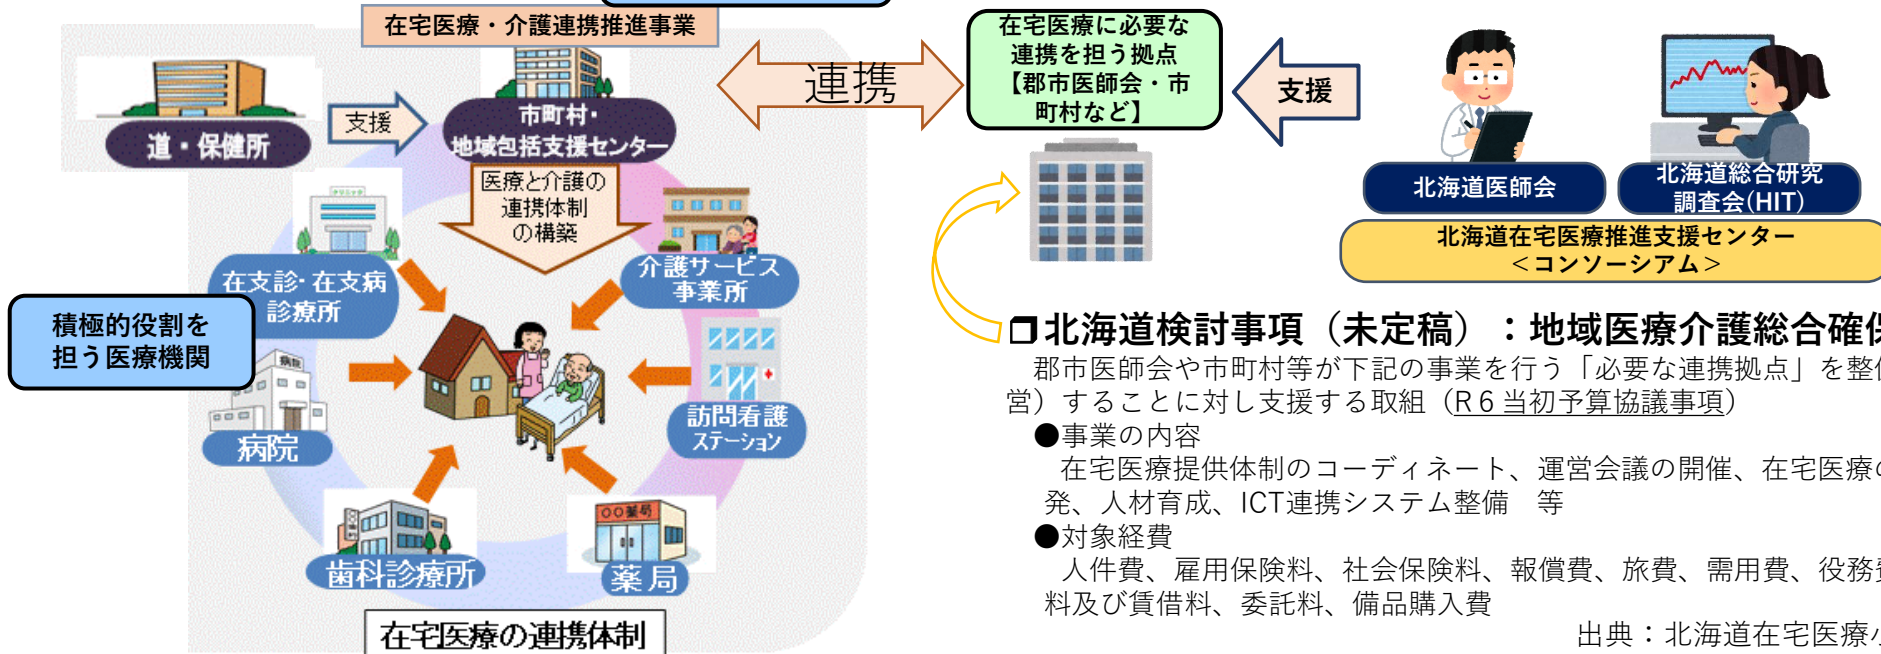 在宅医療・介護連携推進事業
道・保健所
支援
市町村・
地域包括支援センター
連携
在宅医療に必要な
連携を担う拠点
【郡市医師会・市
町村など】
支援
北海道医師会
北海道総合研究
調査会(HIT)
北海道在宅医療推進支援センター
＜コンソーシアム＞
医療と介護の
連携体制
の構築
クリニック
在支診・在支病
診療所
介護サービス
事業所
積極的役割を
担う医療機関
病院
病院
訪問看護
ステーション
歯科診療所
〇〇薬局
薬局
在宅医療の連携体制
❒北海道検討事項（未定稿）：地域医療介護総合確保
郡市医師会や市町村等が下記の事業を行う「必要な連携拠点」を整備
営）することに対し支援する取組（R６当初予算協議事項）
●事業の内容
在宅医療提供体制のコーディネート、運営会議の開催、在宅医療の
発、人材育成、ICT連携システム整備　等
●対象経費
人件費、雇用保険料、社会保険料、報償費、旅費、需用費、役務費
料及び賃借料、委託料、備品購入費
出典：北海道在宅医療小